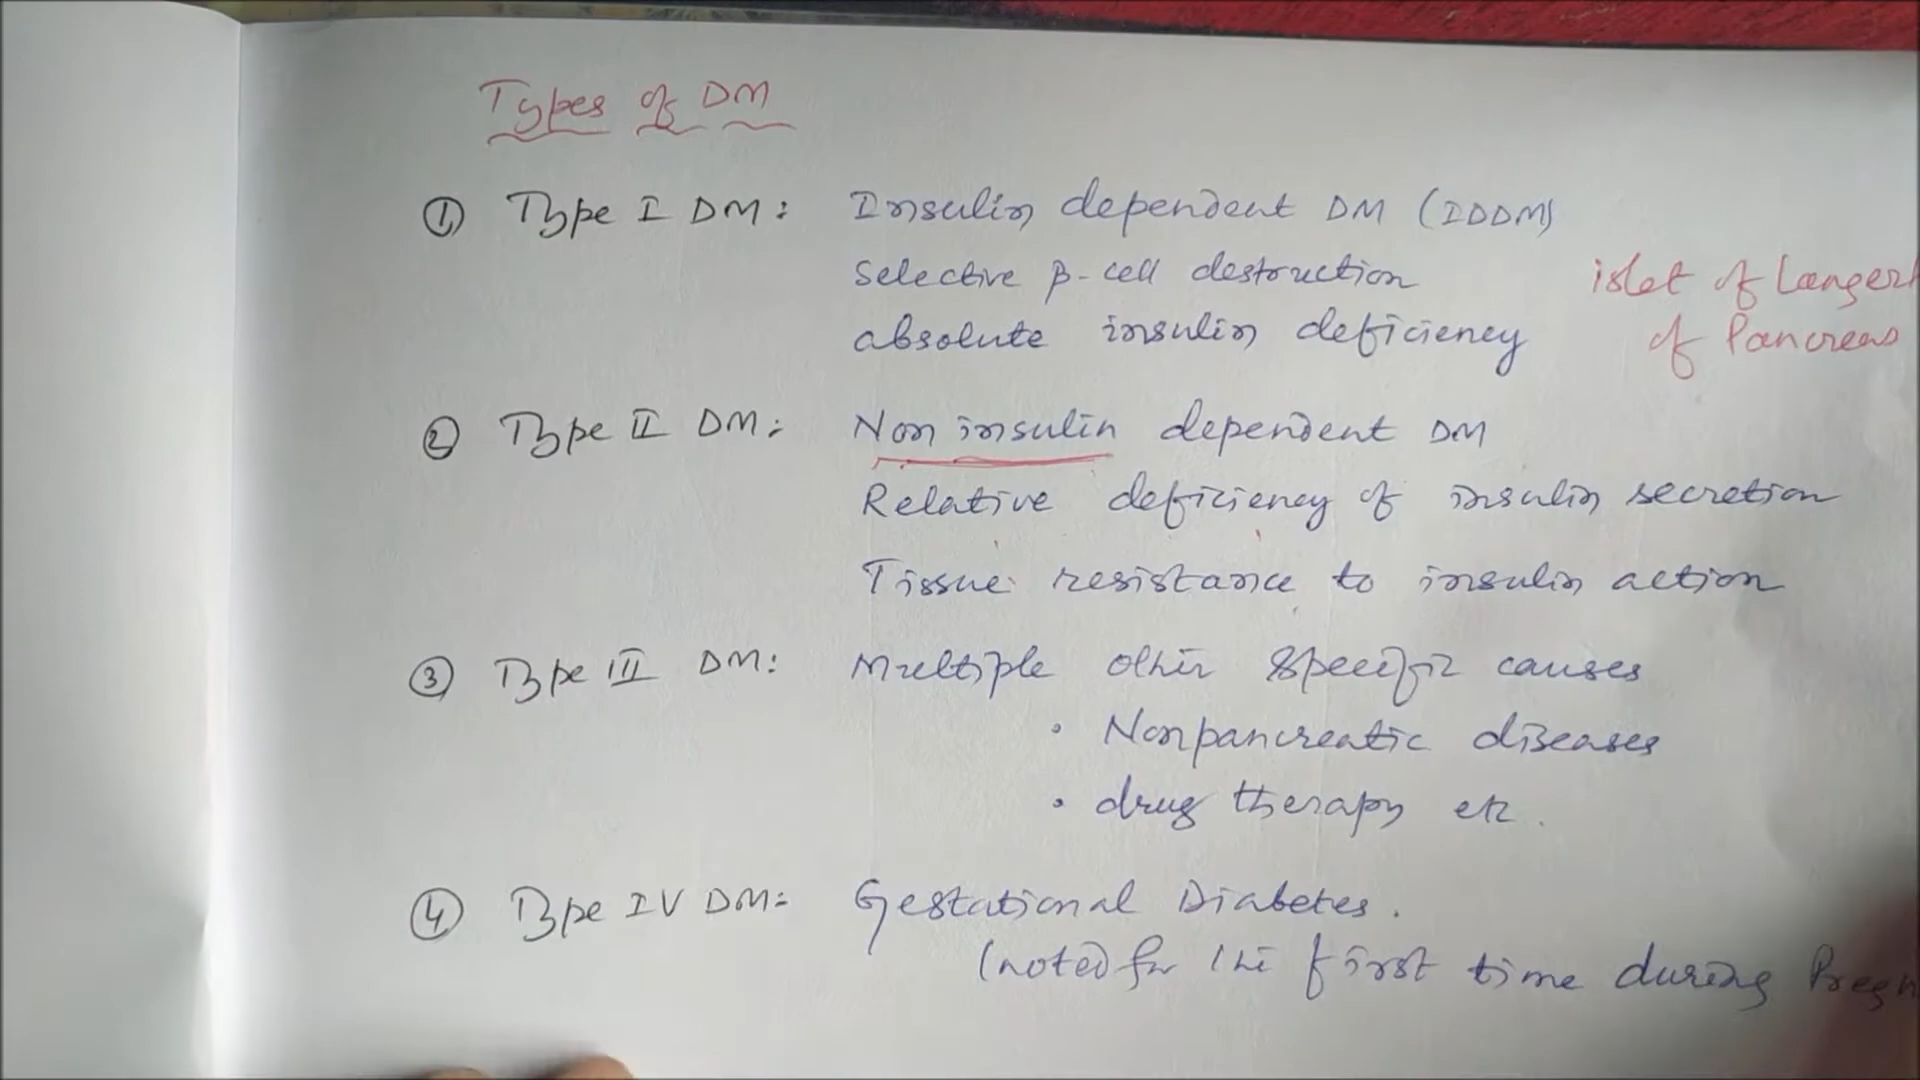 Types of DM
① Type I DM: Insulin dependent DM (IDDM)
Selective β-cell destruction
absolute insulin deficiency
islet of Langerh
of Pancreas
② Type II DM: Non insulin dependent DM
Relative deficiency of insulin secretion
Tissue resistance to insulin action
③ Type III DM: Multiple other specific causes
• Nonpancreatic diseases
• drug therapy etc.
④ Type IV DM: Gestational Diabetes.
(noted for the first time during Pregn